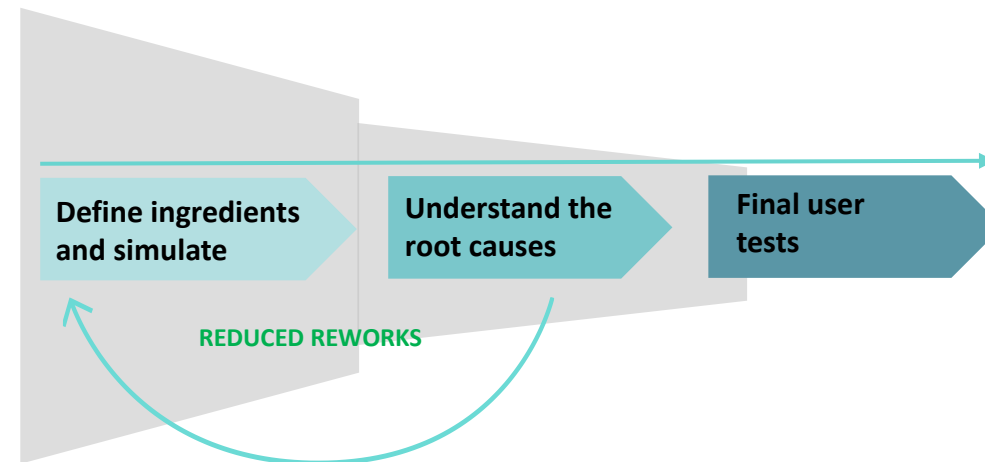 Define ingredients
and simulate
Understand the
root causes
Final user
tests
REDUCED REWORKS